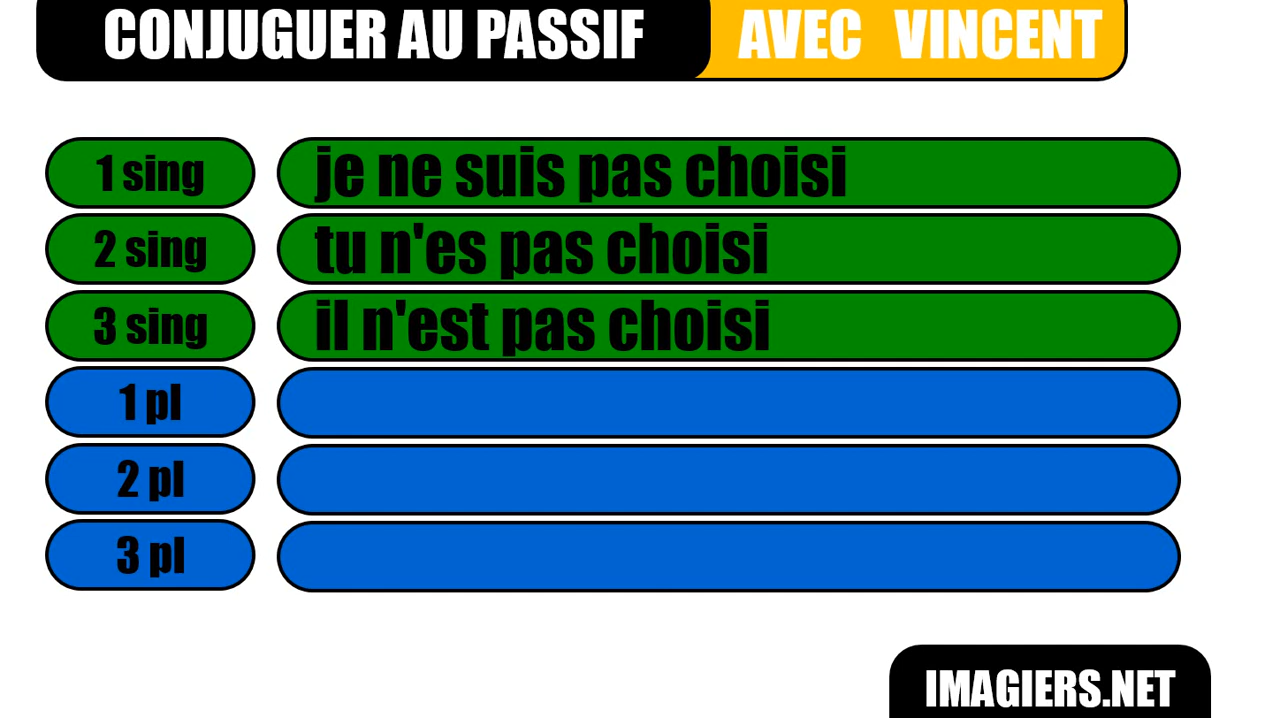 CONJUGUER AU PASSIF AVEC VINCENT
1 sing je ne suis pas choisi
2 sing tu n'es pas choisi
3 sing il n'est pas choisi
1 pl
2 pl
3 pl
IMAGIERS.NET